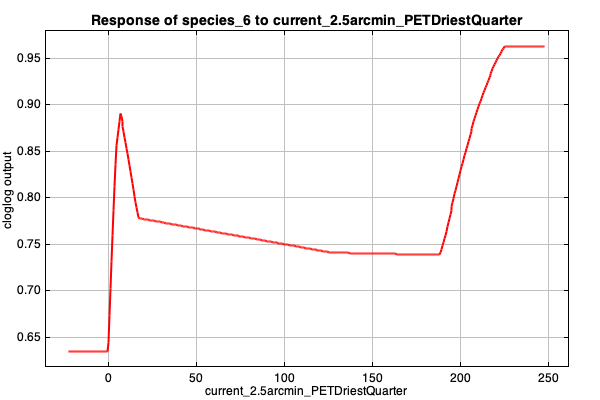 Response of species_6 to current_2.5arcmin_PETDriestQuarter
cloglog output
0.95
0.90
0.85
0.80
0.75
0.70
0.65
0 50 100 150 200 250
current_2.5arcmin_PETDriestQuarter